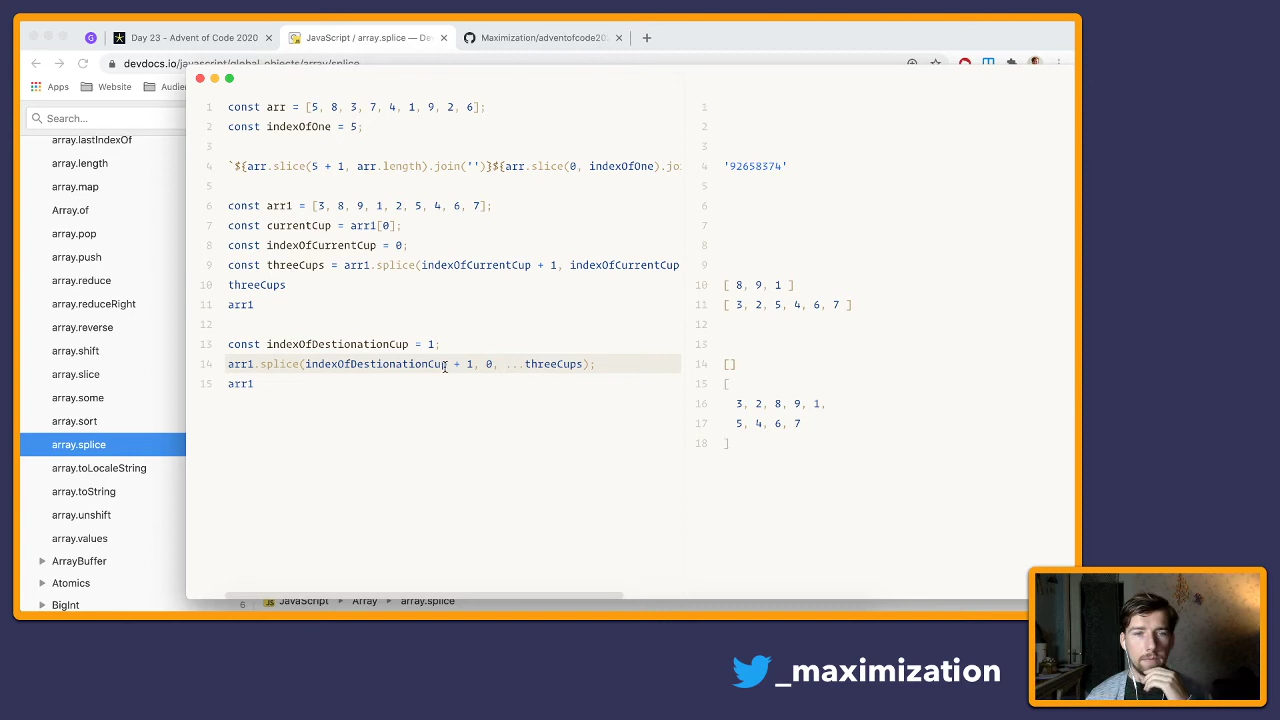 Day 23 - Advent of Code 2020
JavaScript / array.splice — De
Maximization/adventofcode202
devdocs.io/javascript/global_objects/array/splice
Apps
Website
Audie
Search...
array.lastIndexOf
array.length
array.map
Array.of
array.pop
array.push
array.reduce
array.reduceRight
array.reverse
array.shift
array.slice
array.some
array.sort
array.splice
array.toLocaleString
array.toString
array.unshift
array.values
ArrayBuffer
Atomics
BigInt
1 const arr = [5, 8, 3, 7, 4, 1, 9, 2, 6];
2 const indexOfOne = 5;
3
4 `${arr.slice(5 + 1, arr.length).join('')}${arr.slice(0, indexOfOne).joi
5
6 const arr1 = [3, 8, 9, 1, 2, 5, 4, 6, 7];
7 const currentCup = arr1[0];
8 const indexOfCurrentCup = 0;
9 const threeCups = arr1.splice(indexOfCurrentCup + 1, indexOfCurrentCup
10 threeCups
11 arr1
12
13 const indexOfDestionationCup = 1;
14 arr1.splice(indexOfDestionationCup + 1, 0, ...threeCups);
15 arr1
1
2
3
4 '92658374'
5
6
7
8
9
10 [ 8, 9, 1 ]
11 [ 3, 2, 5, 4, 6, 7 ]
12
13
14 []
15 [
16 3, 2, 8, 9, 1,
17 5, 4, 6, 7
18 ]
6 JS JavaScript Array array.splice
_maximization